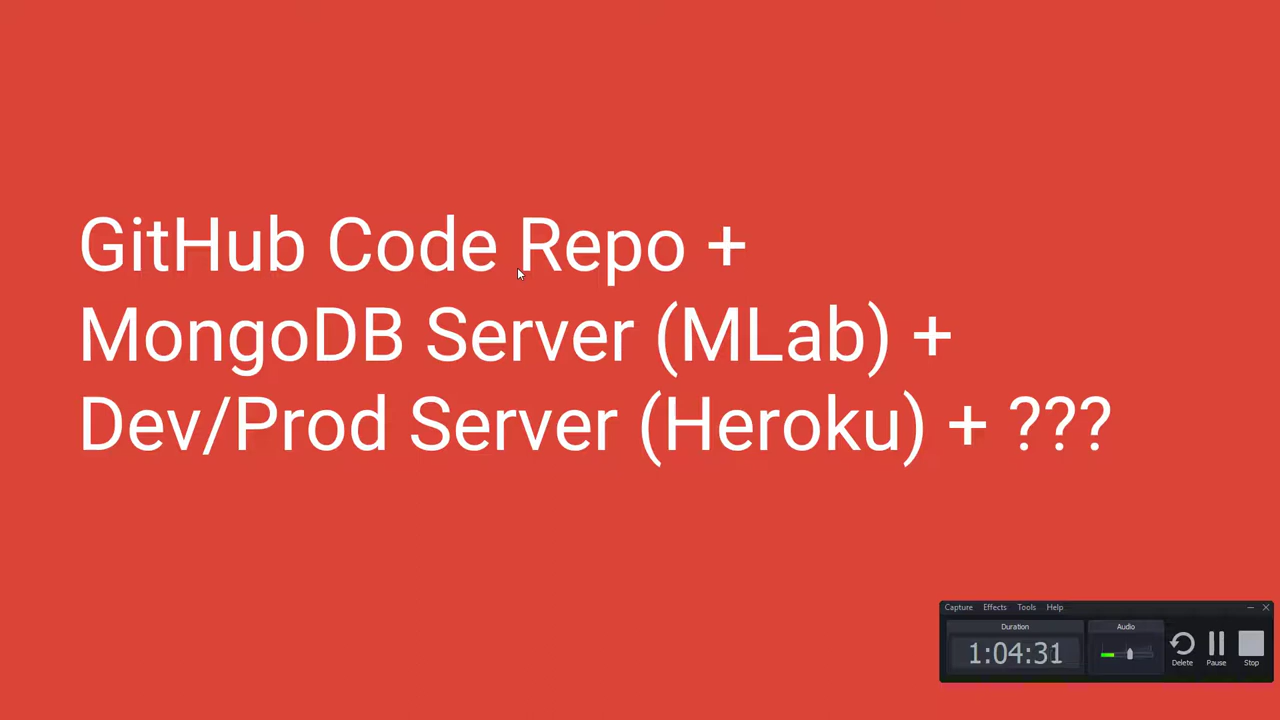 GitHub Code Repo +
MongoDB Server (MLab) +
Dev/Prod Server (Heroku) + ???
Capture Effects Tools Help
Duration Audio
1:04:31
Delete Pause Stop